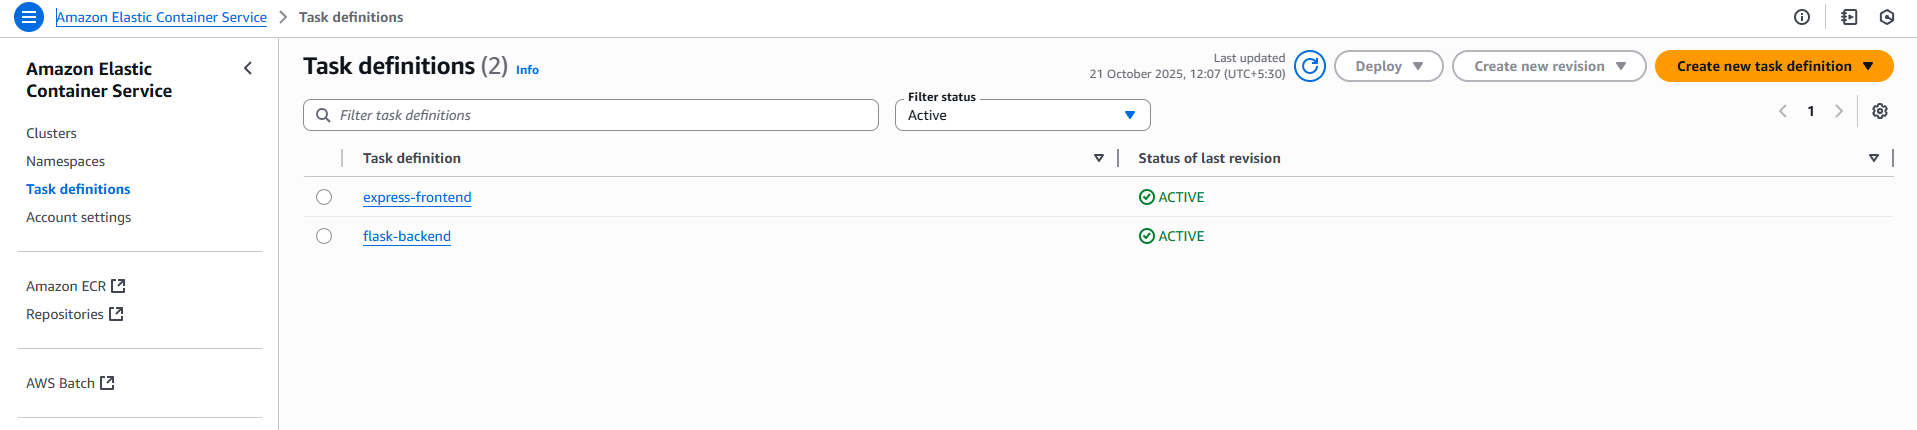 Amazon Elastic Container Service > Task definitions
Amazon Elastic
Container Service
Clusters
Namespaces
Task definitions
Account settings
Amazon ECR
Repositories
AWS Batch
Task definitions (2) Info
Last updated
21 October 2025, 12:07 (UTC+5:30)
Deploy
Create new revision
Create new task definition
Filter task definitions
Filter status
Active
1
Task definition
Status of last revision
express-frontend
ACTIVE
flask-backend
ACTIVE